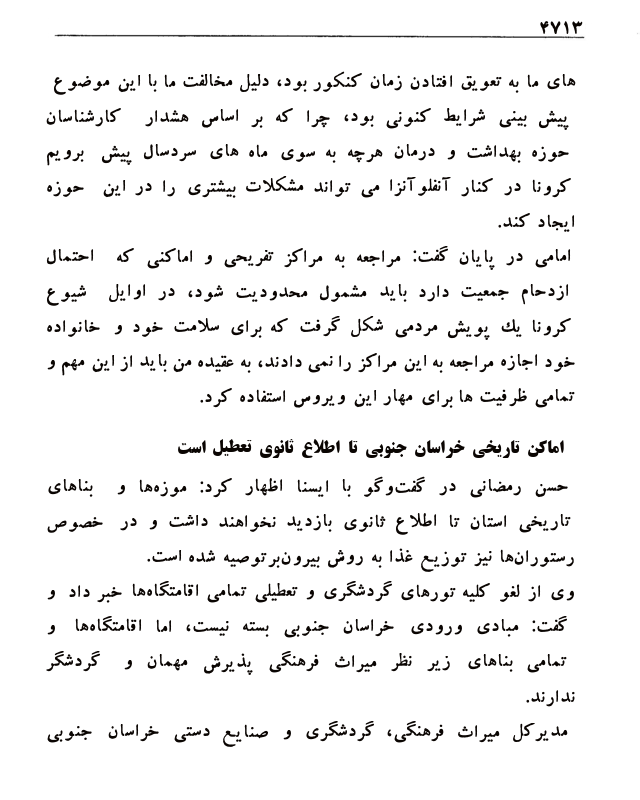 ۴۷۱۳
های ما به تعویق افتادن زمان کنکور بود، دلیل مخالفت ما با این موضوع
پیش بینی شرایط کنونی بود، چرا که بر اساس هشدار کارشناسان
حوزه بهداشت و درمان هرچه به سوی ماه های سردسال پیش برویم
کرونا در کنار آنفلوآنزا می تواند مشکلات بیشتری را در این حوزه
ایجاد کند.
امامی در پایان گفت: مراجعه به مراکز تفریحی و اماکنی که احتمال
ازدحام جمعیت دارد باید مشمول محدودیت شود، در اوایل شیوع
کرونا یك پویش مردمی شکل گرفت که برای سلامت خود و خانواده
خود اجازه مراجعه به این مراکز را نمی دادند، به عقیده من باید از این مهم و
تمامی ظرفیت ها برای مهار این ویروس استفاده کرد.
اماکن تاریخی خراسان جنوبی تا اطلاع ثانوی تعطیل است
حسن رمضانی در گفت‌وگو با ایسنا اظهار کرد: موزه‌ها و بناهای
تاریخی استان تا اطلاع ثانوی بازدید نخواهند داشت و در خصوص
رستوران‌ها نیز توزیع غذا به روش بیرون‌بر توصیه شده است.
وی از لغو کلیه تورهای گردشگری و تعطیلی تمامی اقامتگاه‌ها خبر داد و
گفت: مبادی ورودی خراسان جنوبی بسته نیست، اما اقامتگاه‌ها و
تمامی بناهای زیر نظر میراث فرهنگی پذیرش مهمان و گردشگر
ندارند.
مدیرکل میراث فرهنگی، گردشگری و صنایع دستی خراسان جنوبی